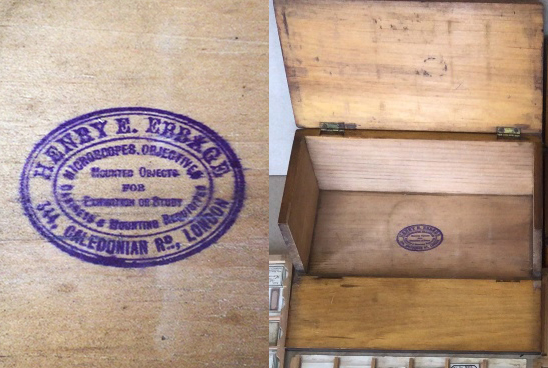 HENRY E. EBBAGE
MICROSCOPES, OBJECTIVES
MOUNTED OBJECTS
FOR
EXHIBITION OR STUDY
CABINETS & MOUNTING REQUISITES
344, CALEDONIAN RD., LONDON